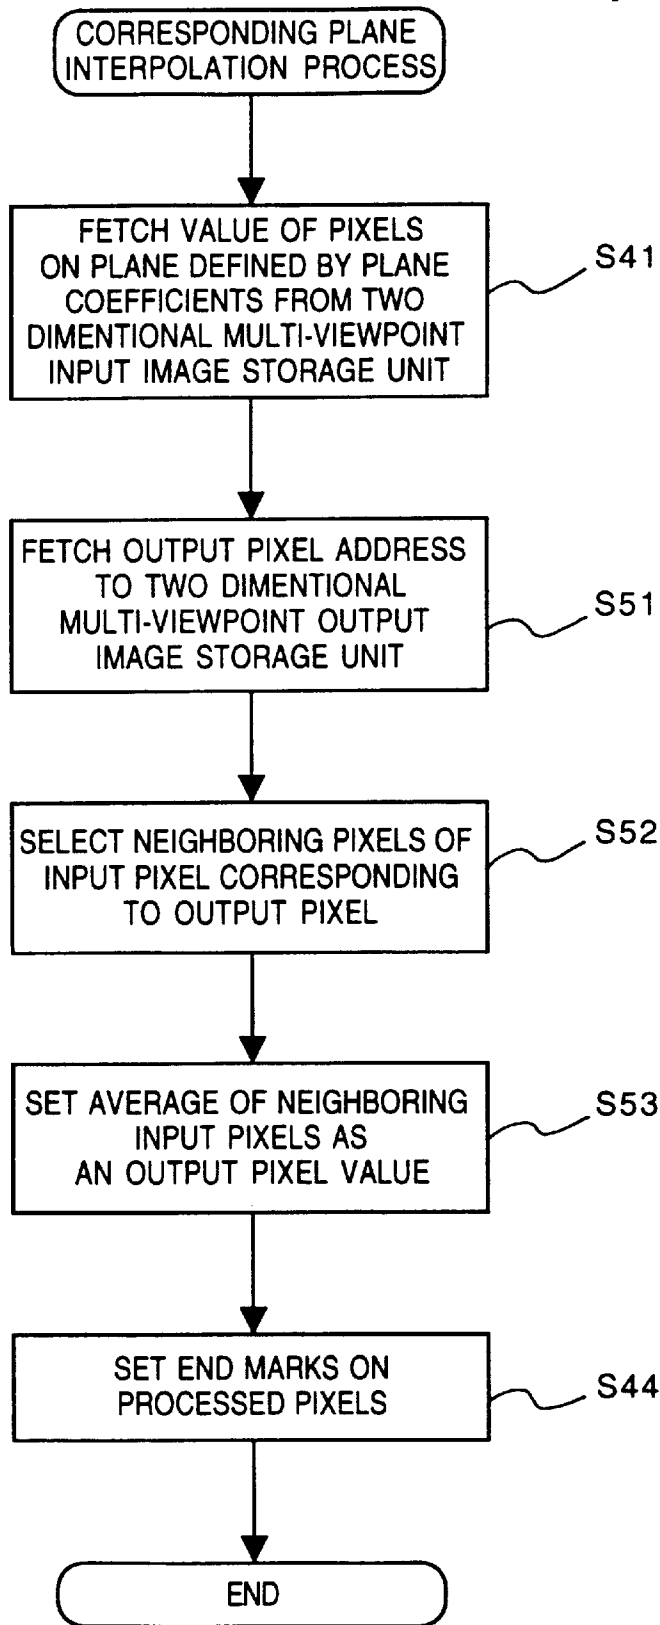 CORRESPONDING PLANE
INTERPOLATION PROCESS
FETCH VALUE OF PIXELS
ON PLANE DEFINED BY PLANE
COEFFICIENTS FROM TWO
DIMENTIONAL MULTI-VIEWPOINT
INPUT IMAGE STORAGE UNIT
S41
FETCH OUTPUT PIXEL ADDRESS
TO TWO DIMENTIONAL
MULTI-VIEWPOINT OUTPUT
IMAGE STORAGE UNIT
S51
SELECT NEIGHBORING PIXELS OF
INPUT PIXEL CORRESPONDING
TO OUTPUT PIXEL
S52
SET AVERAGE OF NEIGHBORING
INPUT PIXELS AS
AN OUTPUT PIXEL VALUE
S53
SET END MARKS ON
PROCESSED PIXELS
S44
END